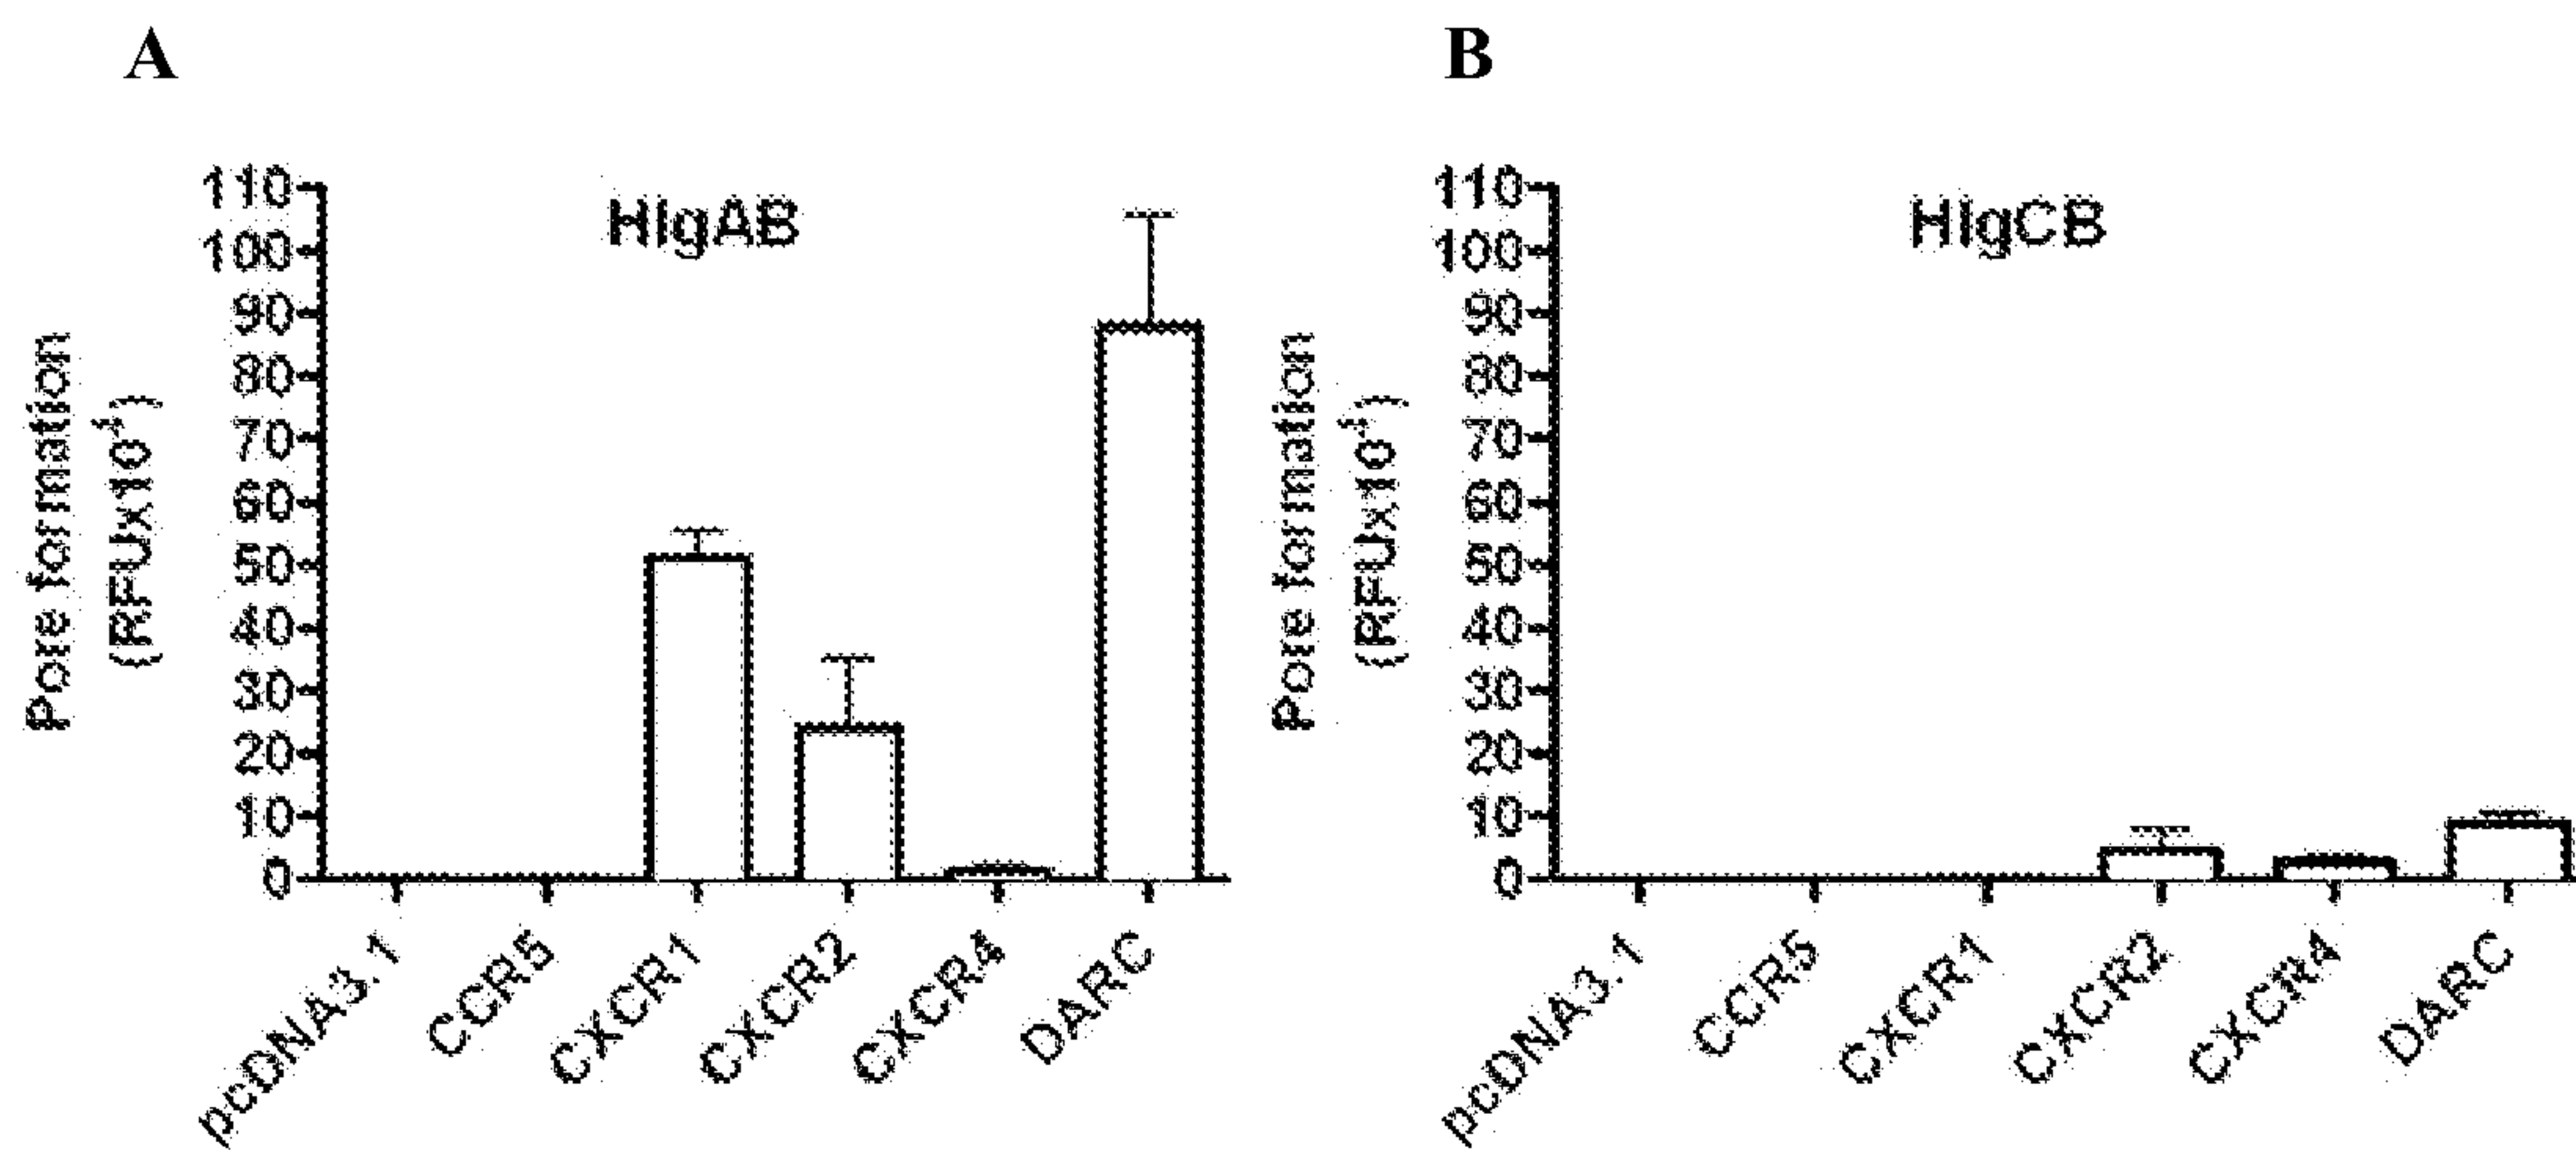 A
B
HlgAB
HlgCB
Pore formation
(RFUx10⁻¹)
110
100
90
80
70
60
50
40
30
20
10
0
pcDNA3.1
CCR5
CXCR1
CXCR2
CXCR4
DARC
Pore formation
(RFUx10⁻¹)
110
100
90
80
70
60
50
40
30
20
10
0
pcDNA3.1
CCR5
CXCR1
CXCR2
CXCR4
DARC